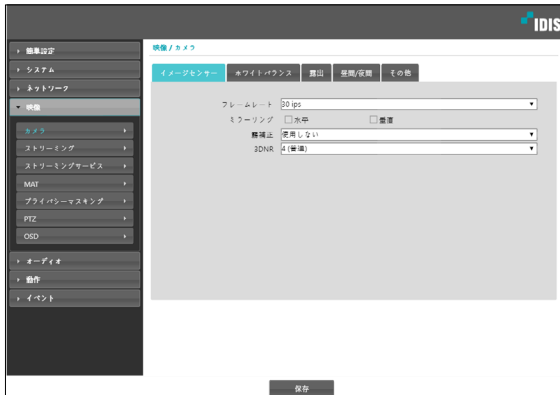 IDIS
簡単設定
システム
ネットワーク
映像
カメラ
ストリーミング
ストリーミングサービス
MAT
プライバシーマスキング
PTZ
OSD
オーディオ
動作
イベント
映像 / カメラ
イメージセンサー ホワイトバランス 露出 昼間/夜間 その他
フレームレート 30 ips
ミラーリング 水平 垂直
霧補正 使用しない
3DNR 4 (普通)
保存